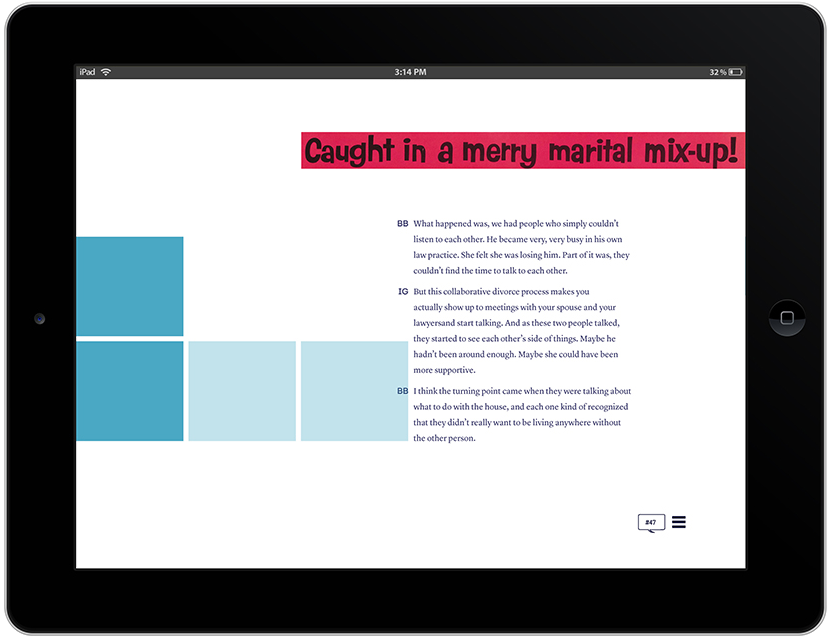 iPad
3:14 PM
32 %
Caught in a merry marital mix-up!
BB What happened was, we had people who simply couldn't
listen to each other. He became very, very busy in his own
law practice. She felt she was losing him. Part of it was, they
couldn't find the time to talk to each other.
IG But this collaborative divorce process makes you
actually show up to meetings with your spouse and your
lawyersand start talking. And as these two people talked,
they started to see each other's side of things. Maybe he
hadn't been around enough. Maybe she could have been
more supportive.
BB I think the turning point came when they were talking about
what to do with the house, and each one kind of recognized
that they didn't really want to be living anywhere without
the other person.
#47